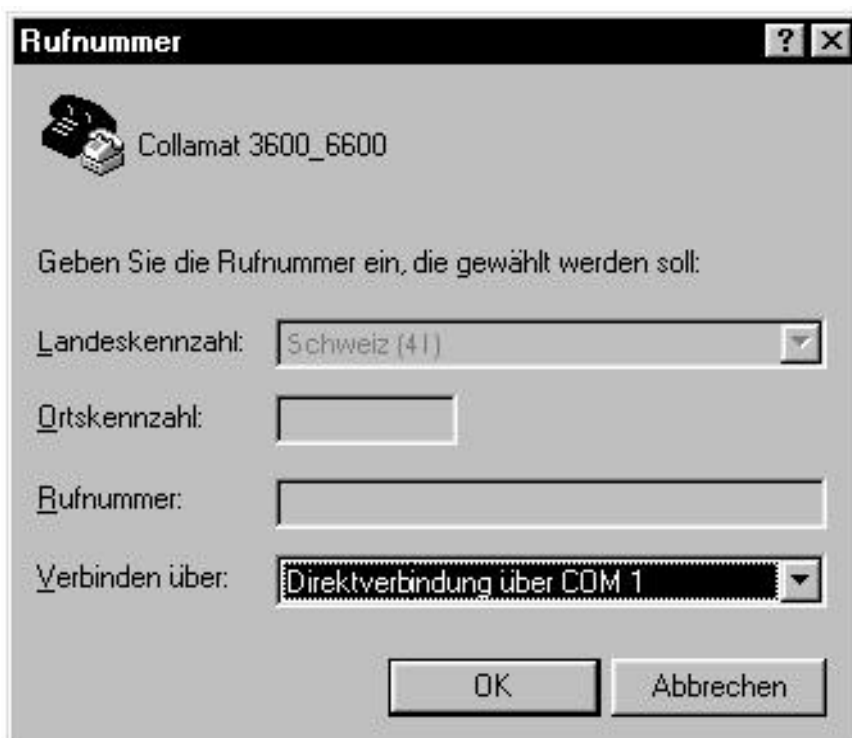 Rufnummer
Collamat 3600_6600
Geben Sie die Rufnummer ein, die gewählt werden soll:
Landeskennzahl: Schweiz (41)
Ortskennzahl:
Rufnummer:
Verbinden über: Direktverbindung über COM 1
OK Abbrechen